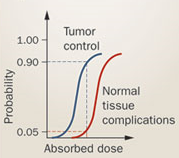 Tumor
control
1.00
0.90
Normal
tissue
complications
0.05
Probability
Absorbed dose